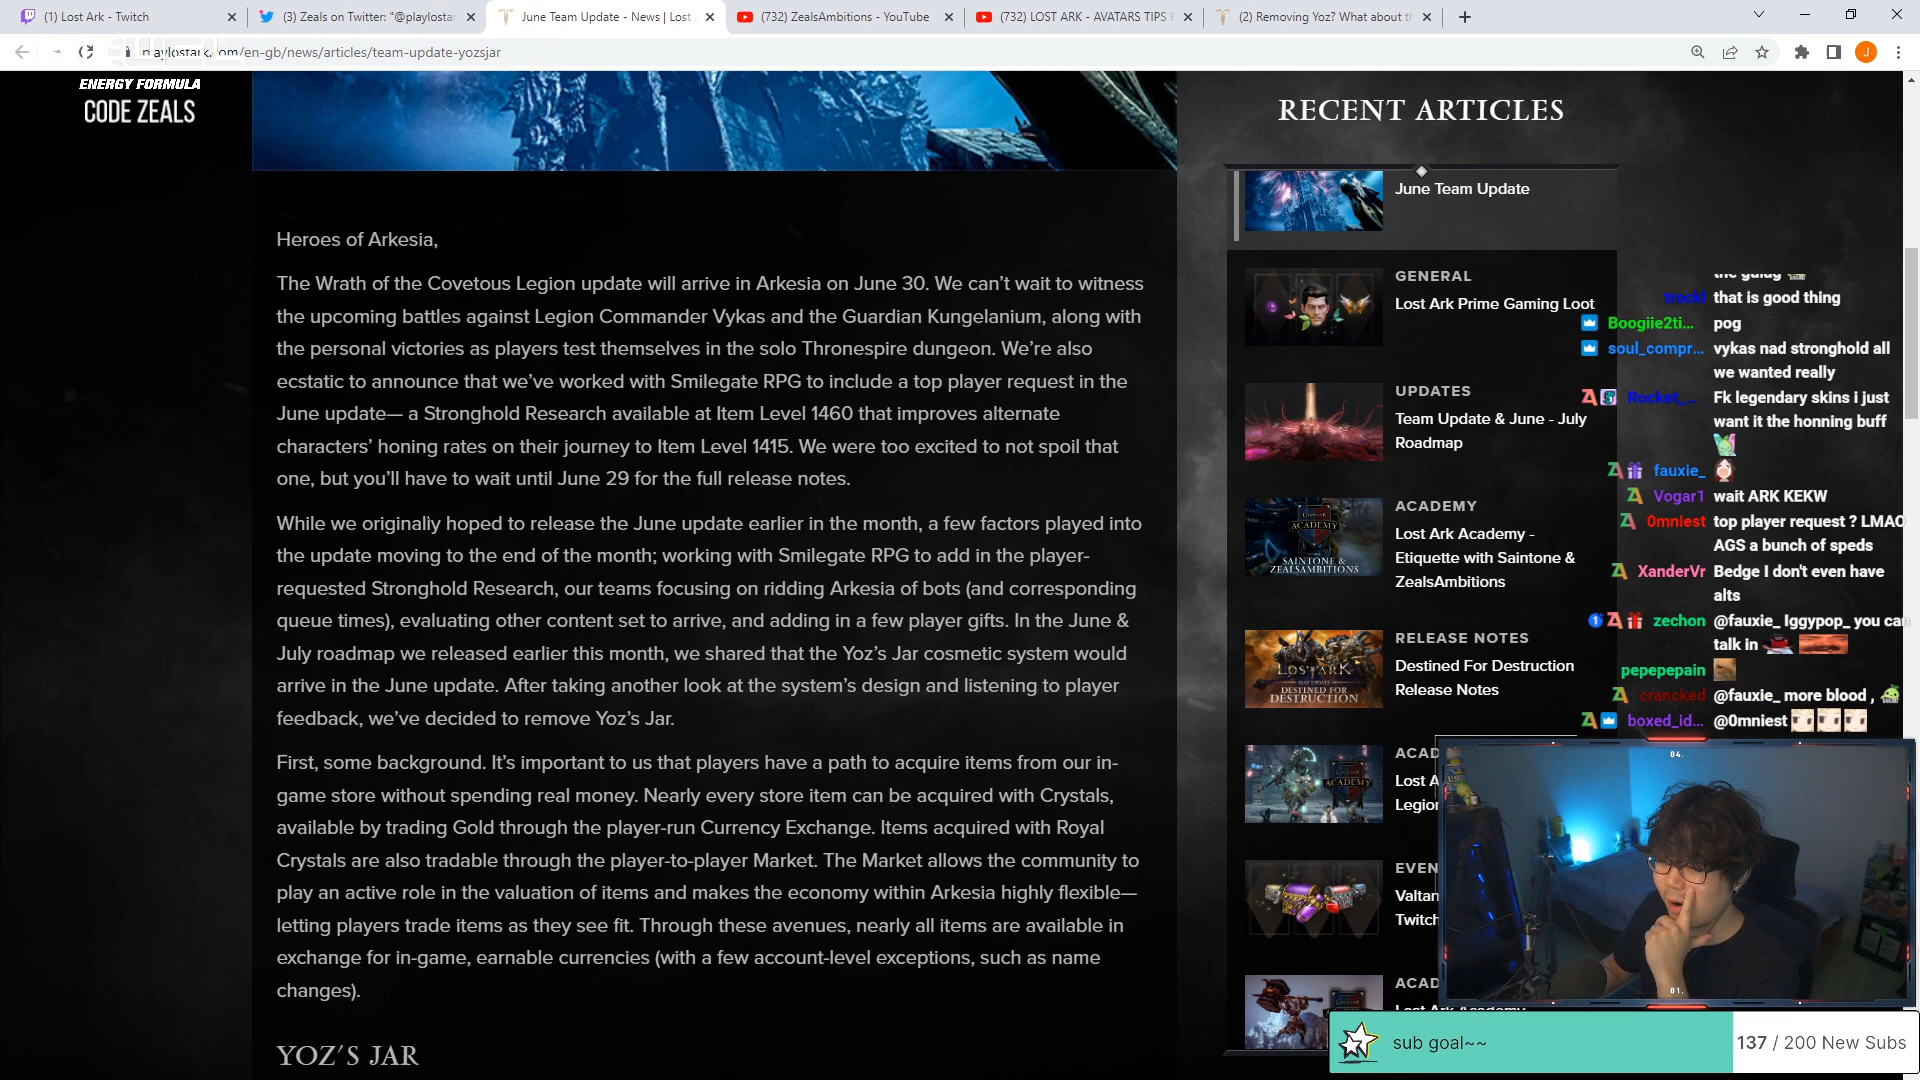 (1) Lost Ark - Twitch
(3) Zeals on Twitter: "@playlostar
June Team Update - News | Lost
(732) ZealsAmbitions - YouTube
(732) LOST ARK - AVATARS TIPS
(2) Removing Yoz? What about
playlostark.com/en-gb/news/articles/team-update-yozsjar
J
ENERGY FORMULA
CODE ZEALS
Heroes of Arkesia,
The Wrath of the Covetous Legion update will arrive in Arkesia on June 30. We can't wait to witness
the upcoming battles against Legion Commander Vykas and the Guardian Kungelanium, along with
the personal victories as players test themselves in the solo Thronespire dungeon. We're also
ecstatic to announce that we've worked with Smilegate RPG to include a top player request in the
June update— a Stronghold Research available at Item Level 1460 that improves alternate
characters' honing rates on their journey to Item Level 1415. We were too excited to not spoil that
one, but you'll have to wait until June 29 for the full release notes.
While we originally hoped to release the June update earlier in the month, a few factors played into
the update moving to the end of the month; working with Smilegate RPG to add in the player-
requested Stronghold Research, our teams focusing on ridding Arkesia of bots (and corresponding
queue times), evaluating other content set to arrive, and adding in a few player gifts. In the June &
July roadmap we released earlier this month, we shared that the Yoz's Jar cosmetic system would
arrive in the June update. After taking another look at the system's design and listening to player
feedback, we've decided to remove Yoz's Jar.
First, some background. It's important to us that players have a path to acquire items from our in-
game store without spending real money. Nearly every store item can be acquired with Crystals,
available by trading Gold through the player-run Currency Exchange. Items acquired with Royal
Crystals are also tradable through the player-to-player Market. The Market allows the community to
play an active role in the valuation of items and makes the economy within Arkesia highly flexible—
letting players trade items as they see fit. Through these avenues, nearly all items are available in
exchange for in-game, earnable currencies (with a few account-level exceptions, such as name
changes).
YOZ'S JAR
RECENT ARTICLES
June Team Update
GENERAL
Lost Ark Prime Gaming Loot
UPDATES
Team Update & June - July
Roadmap
ACADEMY
Lost Ark Academy -
Etiquette with Saintone &
ZealsAmbitions
ACADEMY
SAINTONE &
ZEALSAMBITIONS
RELEASE NOTES
Destined For Destruction
Release Notes
LOST ARK
DESTINED FOR
DESTRUCTION
ACAD
Lost A
Legion
ACADEMY
EVEN
Valtan
Twitch
ACAD
Lost Ark Academy
the gulag
trockl that is good thing
Boogiie2ti... pog
soul_compr... vykas nad stronghold all
we wanted really
Rocket_... Fk legendary skins i just
want it the honning buff
fauxie_
Vogar1 wait ARK KEKW
0mniest top player request ? LMAO
AGS a bunch of speds
XanderVr Bedge I don't even have
alts
zechon @fauxie_ Iggypop_ you can
talk in
pepepepain
crancked @fauxie_ more blood ,
boxed_id... @0mniest
04.
01.
sub goal~~
137 / 200 New Subs